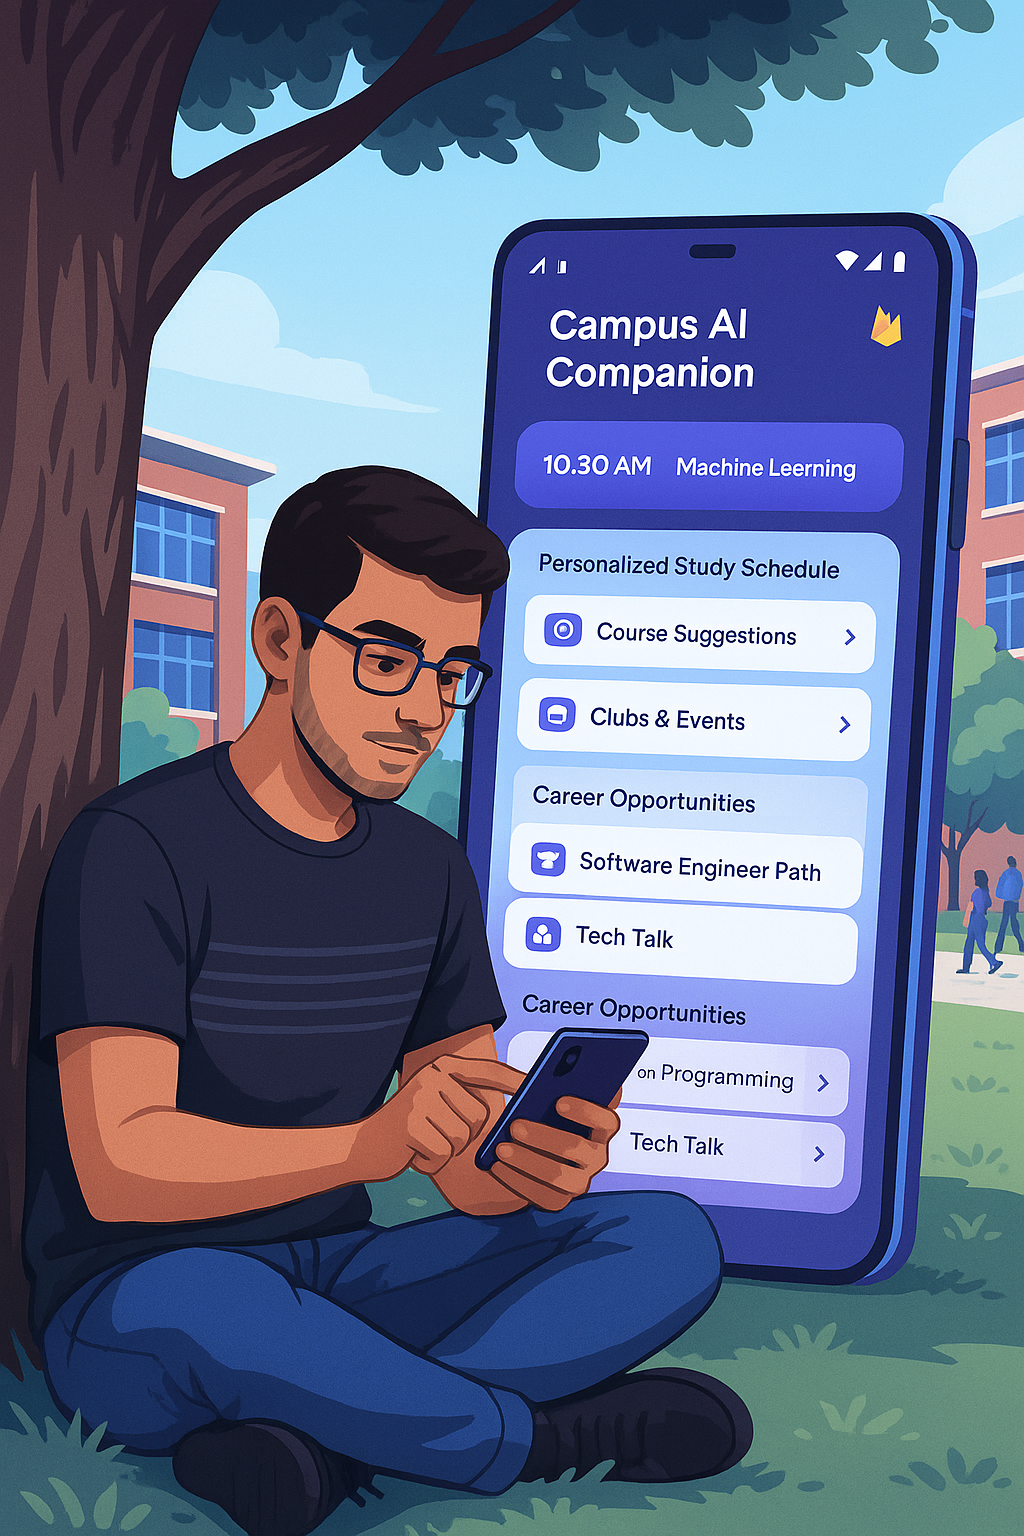 Campus AI
Companion
10.30 AM Machine Leerning
Personalized Study Schedule
Course Suggestions
Clubs & Events
Career Opportunities
Software Engineer Path
Tech Talk
Career Opportunities
on Programming
Tech Talk